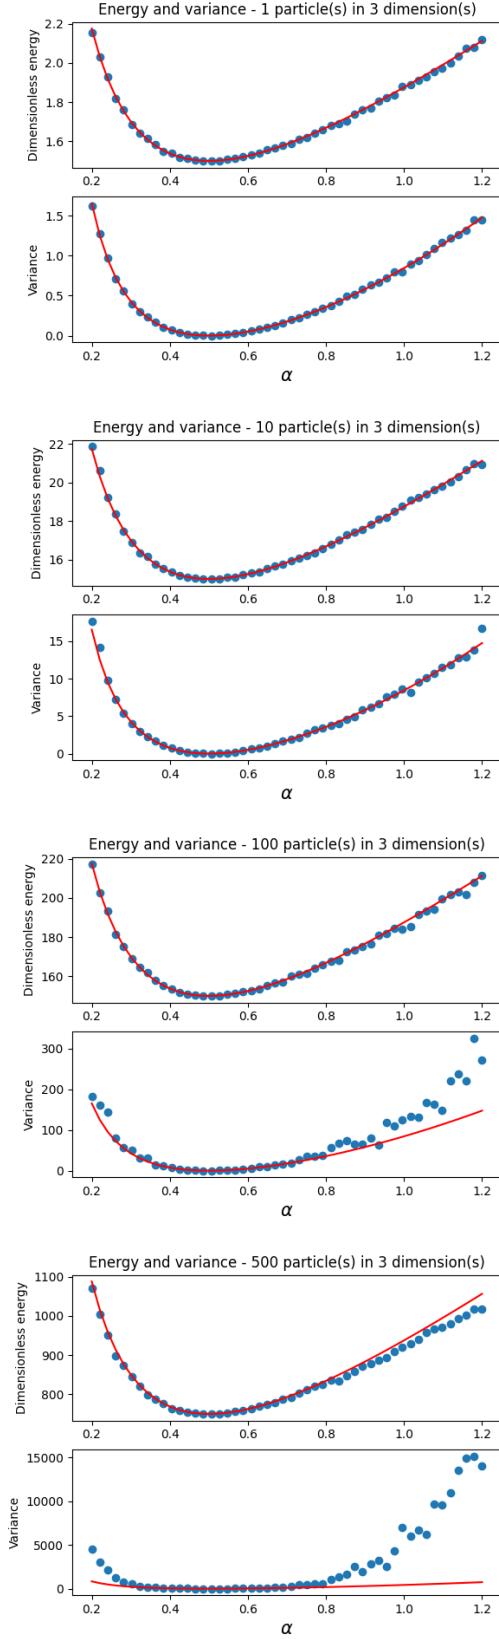 Energy and variance - 1 particle(s) in 3 dimension(s)
Dimensionless energy
2.2
2.0
1.8
1.6
0.2 0.4 0.6 0.8 1.0 1.2
Variance
1.5
1.0
0.5
0.0
0.2 0.4 0.6 0.8 1.0 1.2
α
Energy and variance - 10 particle(s) in 3 dimension(s)
Dimensionless energy
22
20
18
16
0.2 0.4 0.6 0.8 1.0 1.2
Variance
15
10
5
0
0.2 0.4 0.6 0.8 1.0 1.2
α
Energy and variance - 100 particle(s) in 3 dimension(s)
Dimensionless energy
220
200
180
160
0.2 0.4 0.6 0.8 1.0 1.2
Variance
300
200
100
0
0.2 0.4 0.6 0.8 1.0 1.2
α
Energy and variance - 500 particle(s) in 3 dimension(s)
Dimensionless energy
1100
1000
900
800
0.2 0.4 0.6 0.8 1.0 1.2
Variance
15000
10000
5000
0
0.2 0.4 0.6 0.8 1.0 1.2
α